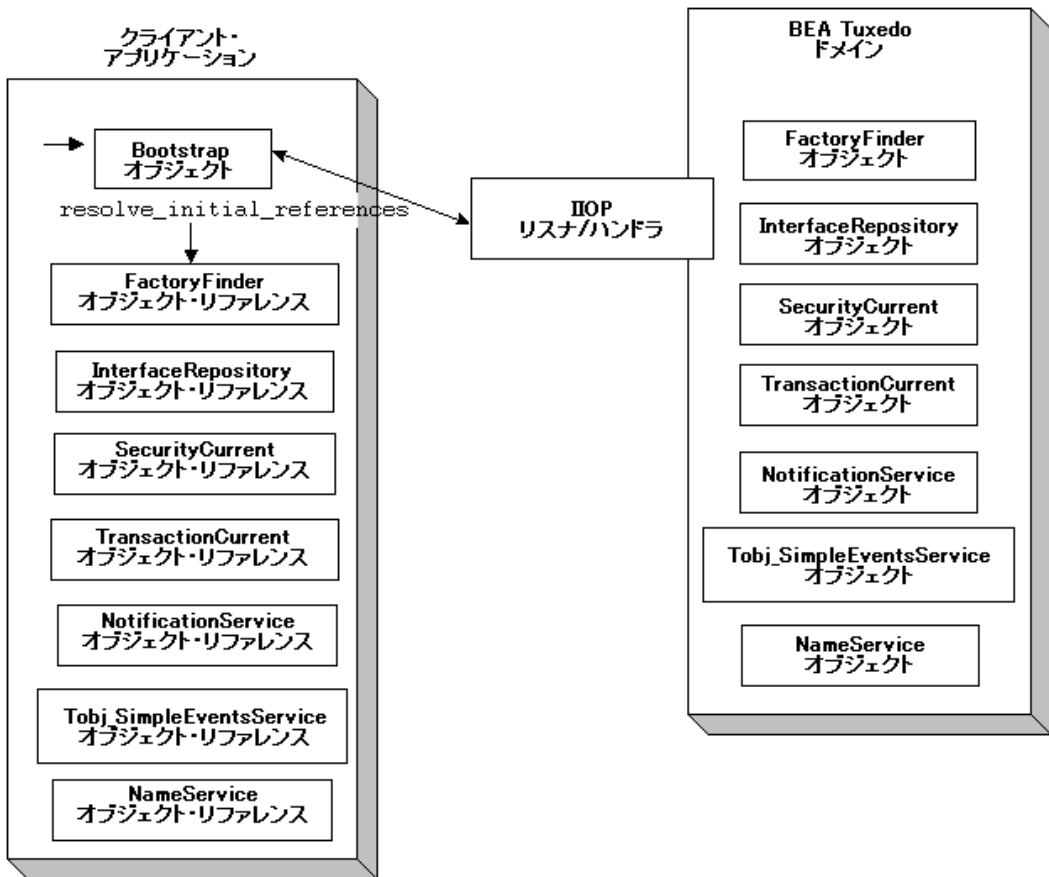 クライアント・
アプリケーション
Bootstrap
オブジェクト
resolve_initial_references
FactoryFinder
オブジェクト・リファレンス
InterfaceRepository
オブジェクト・リファレンス
SecurityCurrent
オブジェクト・リファレンス
TransactionCurrent
オブジェクト・リファレンス
NotificationService
オブジェクト・リファレンス
Tobj_SimpleEventsService
オブジェクト・リファレンス
NameService
オブジェクト・リファレンス
IIOP
リスナ/ハンドラ
BEA Tuxedo
ドメイン
FactoryFinder
オブジェクト
InterfaceRepository
オブジェクト
SecurityCurrent
オブジェクト
TransactionCurrent
オブジェクト
NotificationService
オブジェクト
Tobj_SimpleEventsService
オブジェクト
NameService
オブジェクト